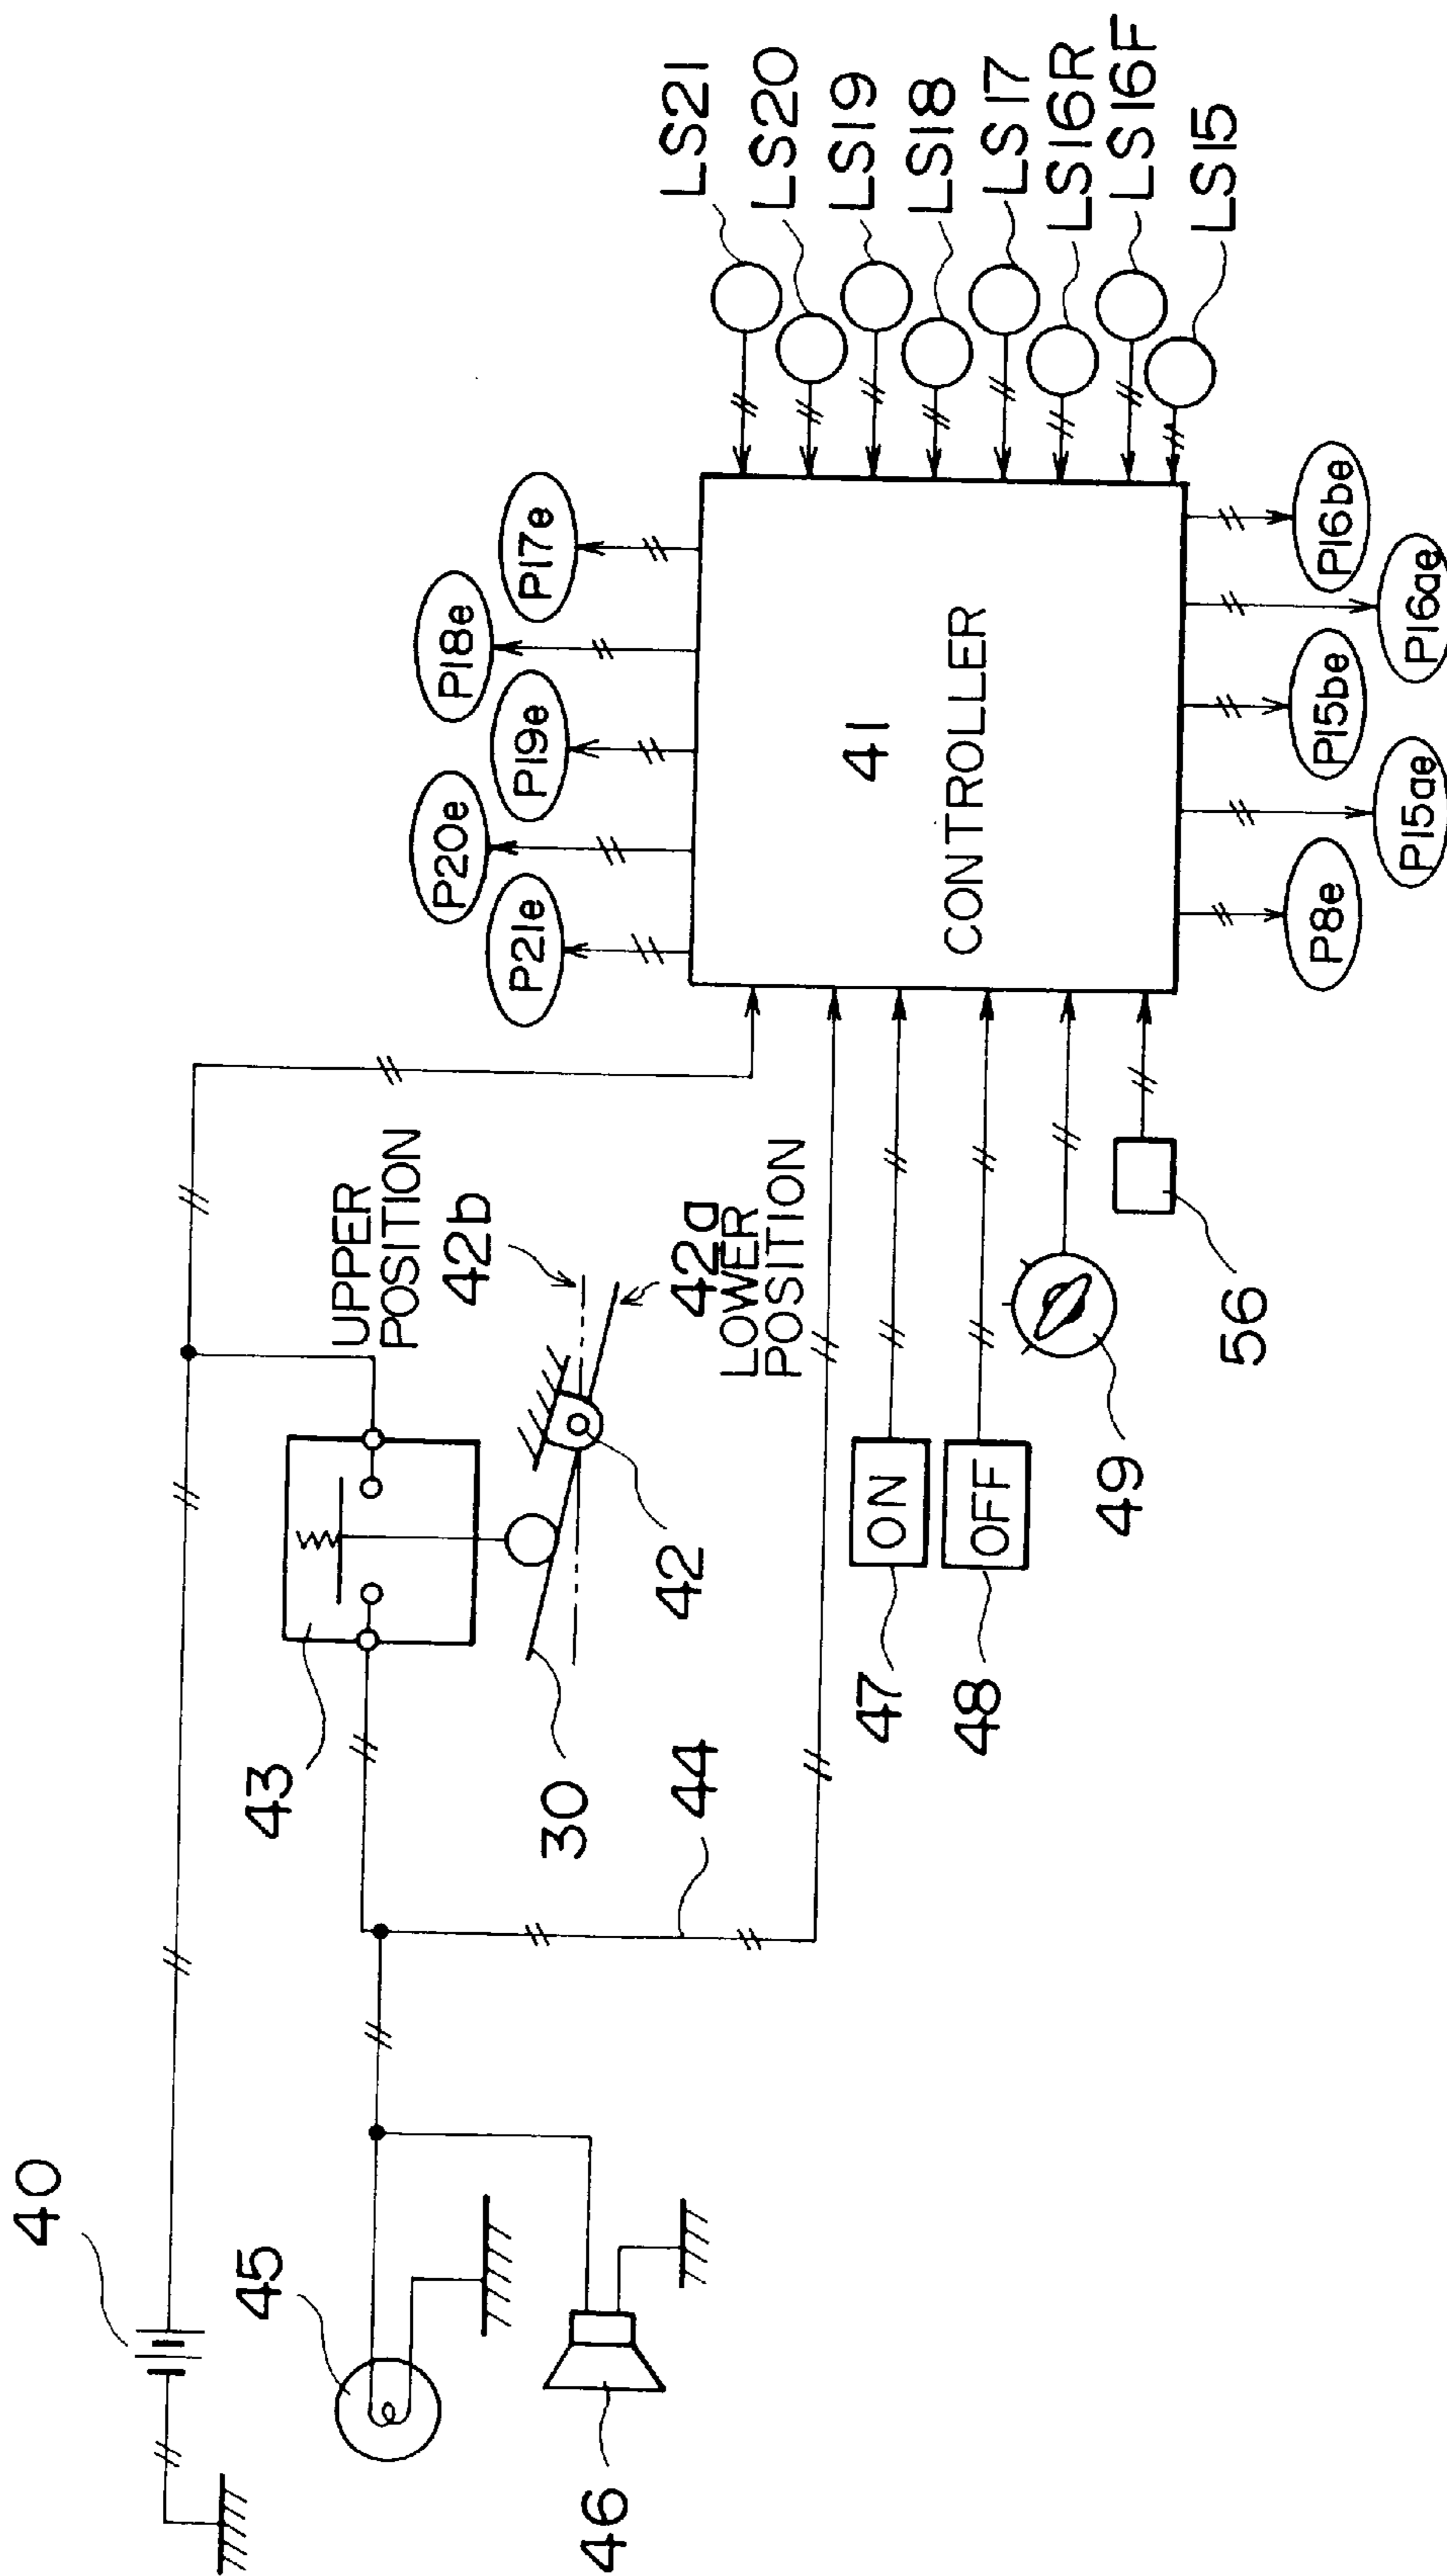 40
45
46
43
30
44
42
UPPER
POSITION
42b
42a
LOWER
POSITION
47
ON
48
OFF
49
56
P21e
P20e
P19e
P18e
P17e
41
CONTROLLER
P8e
P15ae
P15be
P16ae
P16be
LS21
LS20
LS19
LS18
LS17
LS16R
LS16F
LS15